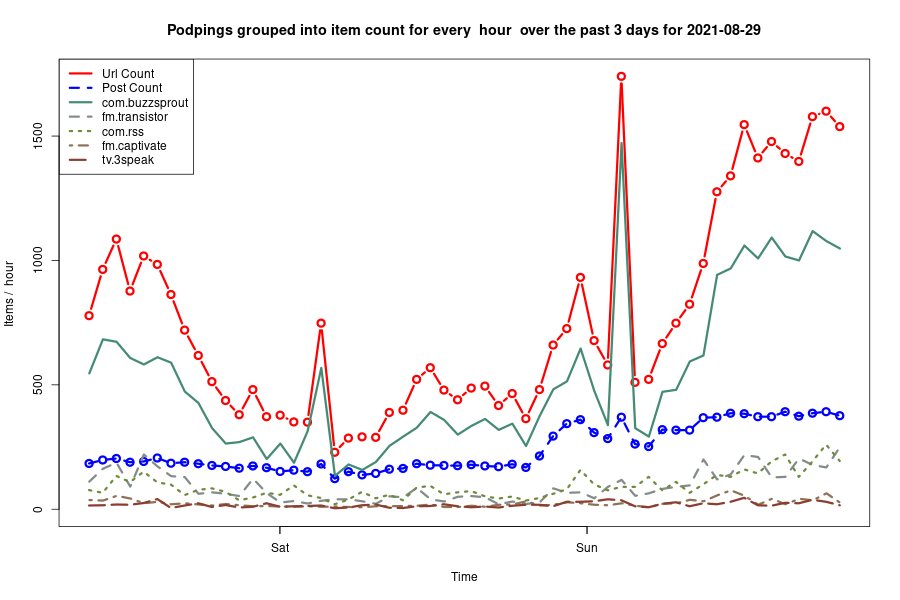 Podpings grouped into item count for every  hour  over the past 3 days for 2021-08-29
Url Count
Post Count
com.buzzsprout
fm.transistor
com.rss
fm.captivate
tv.3speak
1500
1000
500
0
Items /  hour
Sat
Sun
Time